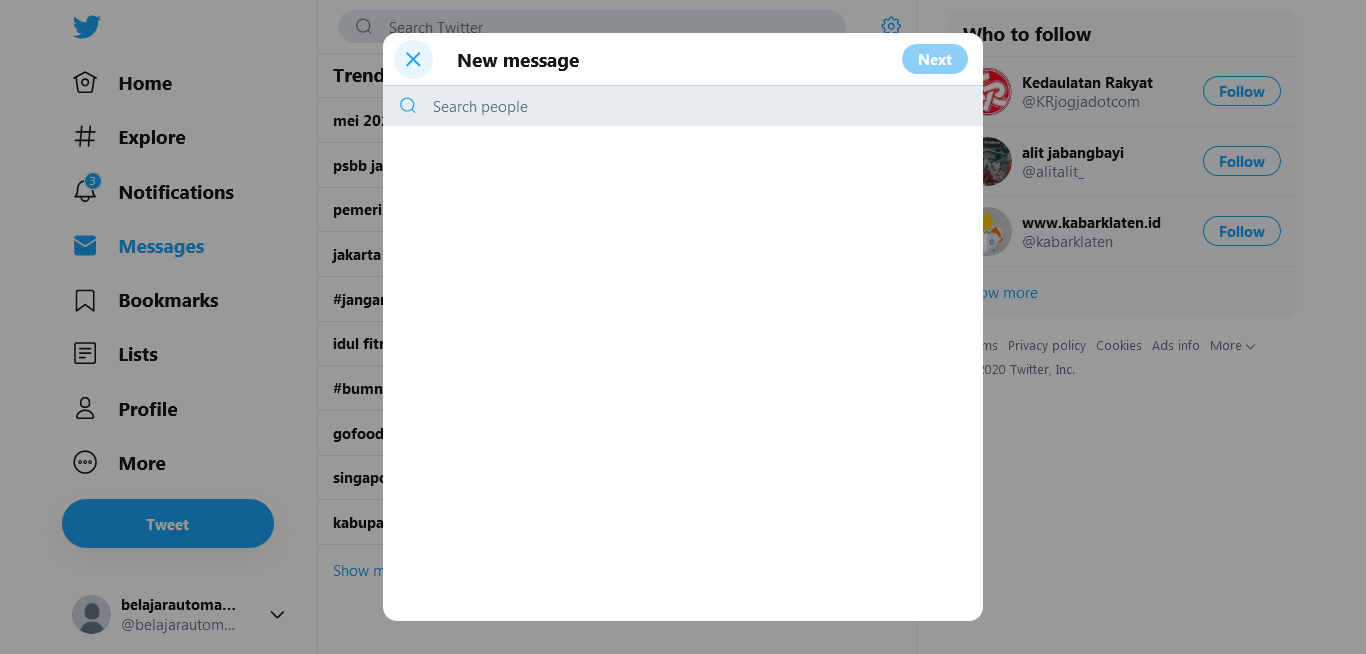 Home
Explore
3
Notifications
Messages
Bookmarks
Lists
Profile
More
Tweet
belajarautoma...
@belajarautom...
Search Twitter
Trend
mei 20
psbb ja
pemeri
jakarta
#jangan
idul fitr
#bumn
gofood
singapo
kabupa
Show m
New message
Next
Search people
Who to follow
Kedaulatan Rakyat
@KRjogjadotcom
Follow
alit jabangbayi
@alitalit_
Follow
www.kabarklaten.id
@kabarklaten
Follow
ow more
ms Privacy policy Cookies Ads info More
2020 Twitter, Inc.